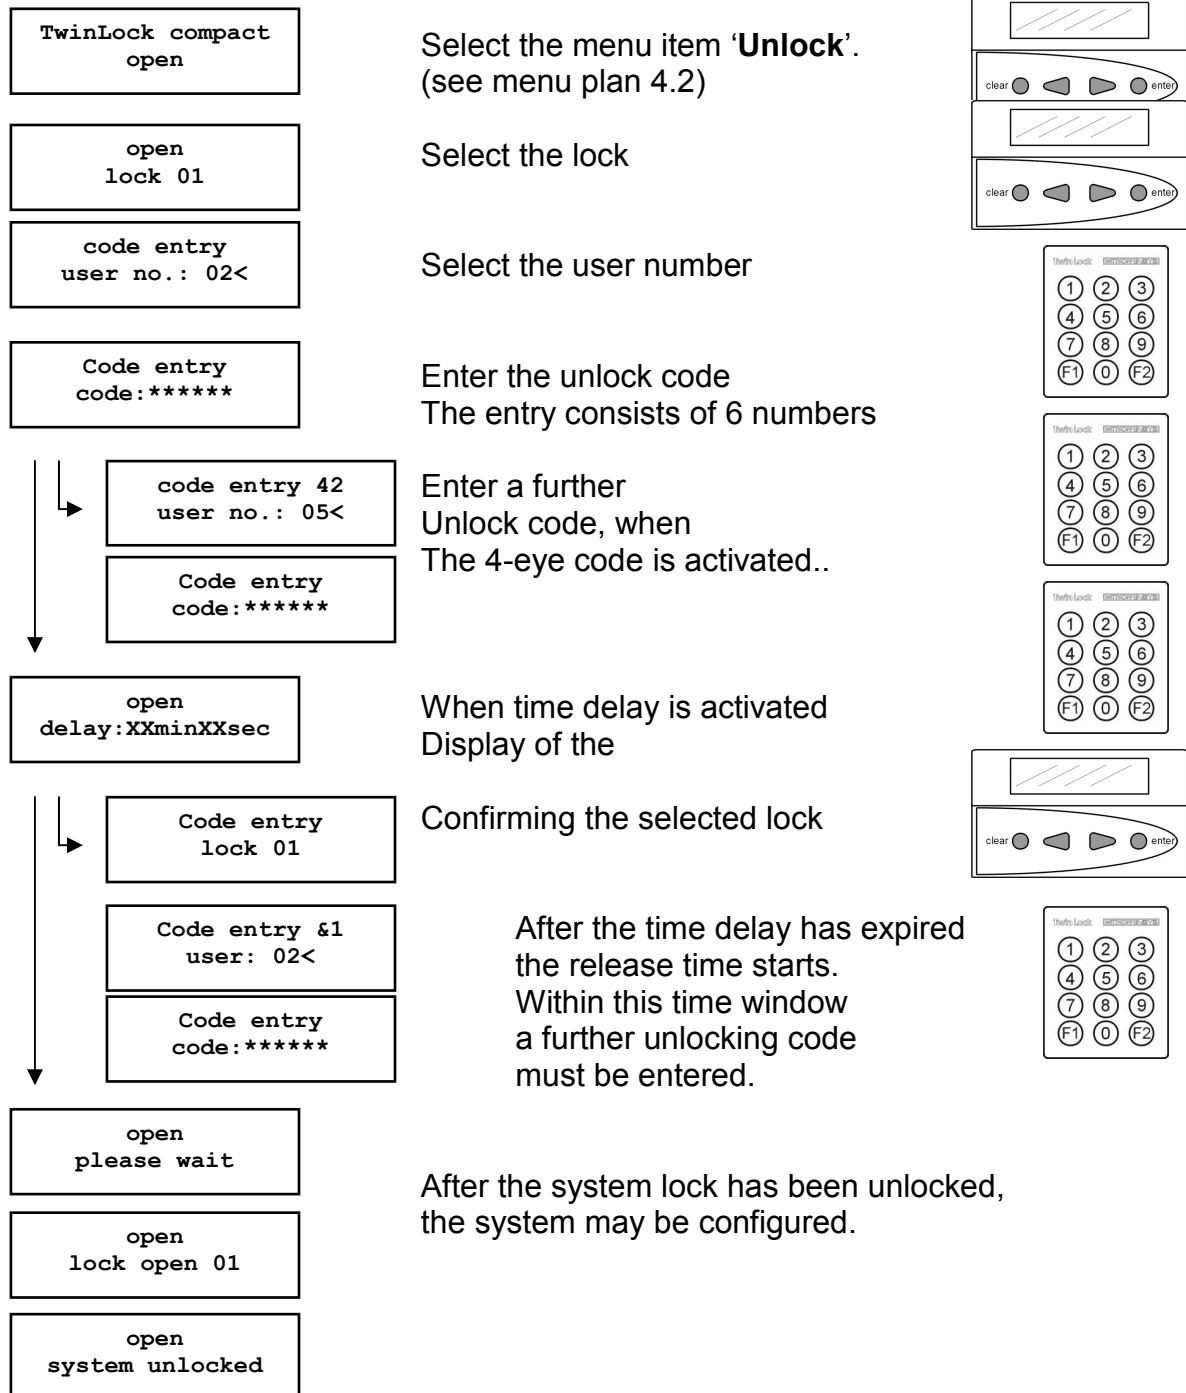 TwinLock compact
open
Select the menu item ‘Unlock’.
(see menu plan 4.2)
clear enter
open
lock 01
Select the lock
clear enter
code entry
user no.: 02<
Select the user number
Twin Lock
1 2 3
4 5 6
7 8 9
F1 0 F2
Code entry
code:******
Enter the unlock code
The entry consists of 6 numbers
Twin Lock
1 2 3
4 5 6
7 8 9
F1 0 F2
code entry 42
user no.: 05<
Code entry
code:******
Enter a further
Unlock code, when
The 4-eye code is activated..
Twin Lock
1 2 3
4 5 6
7 8 9
F1 0 F2
open
delay:XXminXXsec
When time delay is activated
Display of the
Code entry
lock 01
Confirming the selected lock
clear enter
Code entry &1
user: 02<
Code entry
code:******
After the time delay has expired
the release time starts.
Within this time window
a further unlocking code
must be entered.
Twin Lock
1 2 3
4 5 6
7 8 9
F1 0 F2
open
please wait
After the system lock has been unlocked,
the system may be configured.
open
lock open 01
open
system unlocked